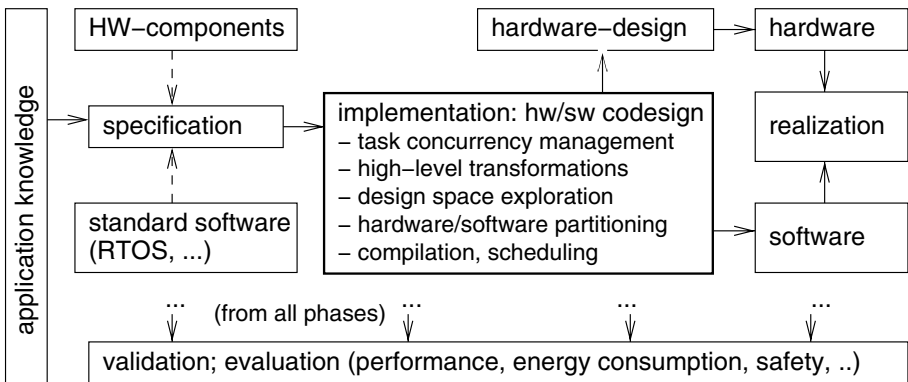 application knowledge
HW−components
hardware−design
hardware
specification
implementation: hw/sw codesign
− task concurrency management
− high−level transformations
− design space exploration
− hardware/software partitioning
− compilation, scheduling
realization
standard software
(RTOS, ...)
software
... (from all phases) ... ... ...
validation; evaluation (performance, energy consumption, safety, ..)